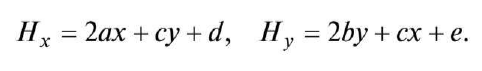 H_x = 2ax + cy + d, H_y = 2by + cx + e.